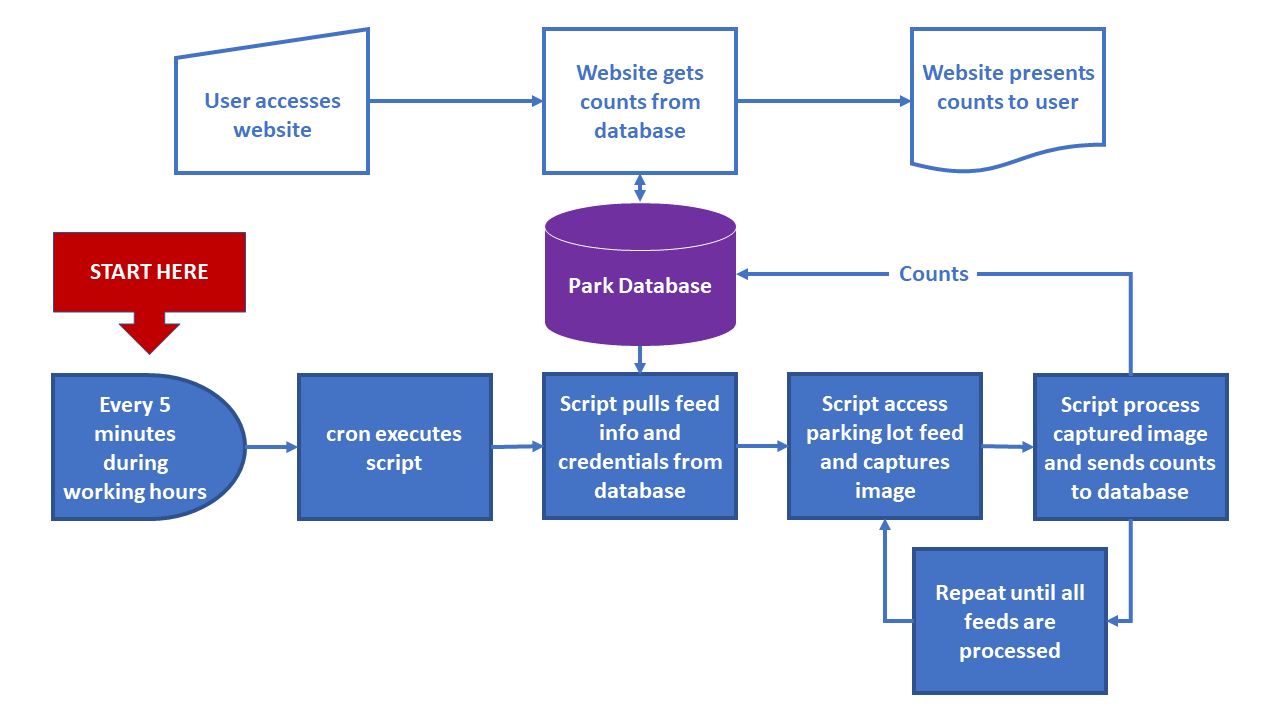 User accesses
website
Website gets
counts from
database
Website presents
counts to user
START HERE
Park Database
Counts
Every 5
minutes
during
working hours
cron executes
script
Script pulls feed
info and
credentials from
database
Script access
parking lot feed
and captures
image
Script process
captured image
and sends counts
to database
Repeat until all
feeds are
processed